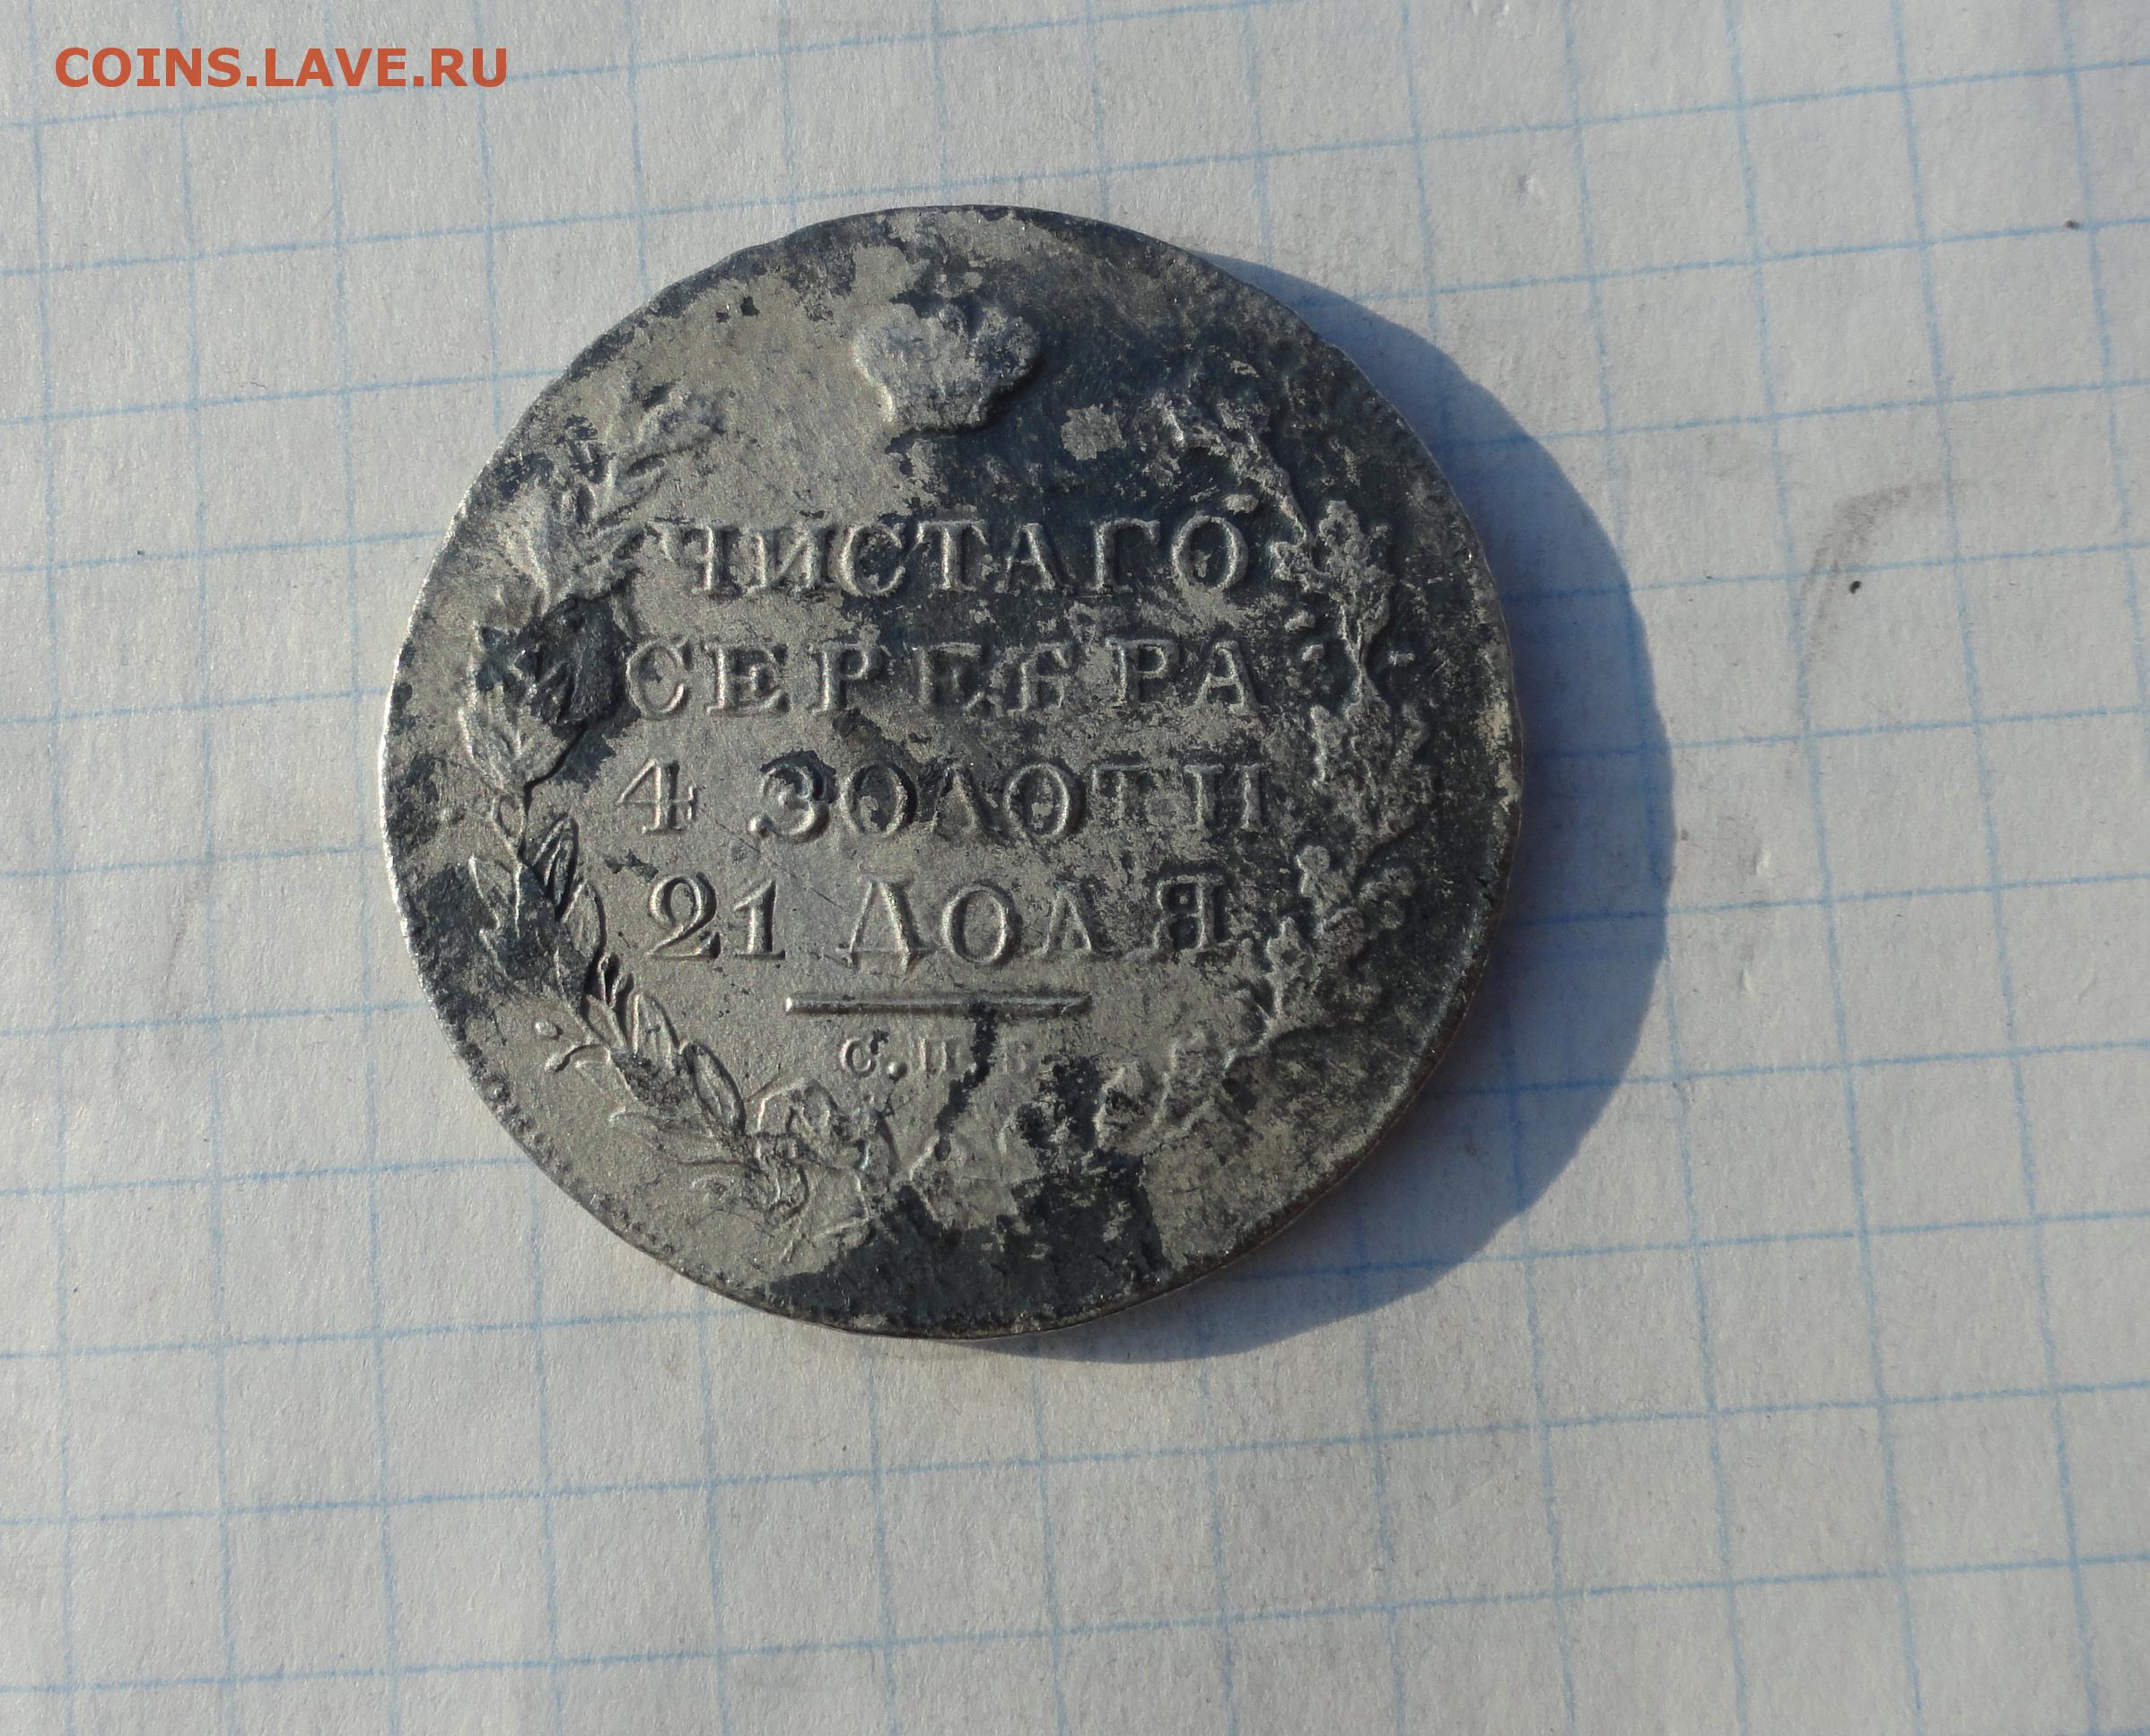 COINS.LAVE.RU
ЧИСТАГО
СЕРЕБРА
4 ЗОЛОТН
21 ДОЛЯ
С.П.Б.